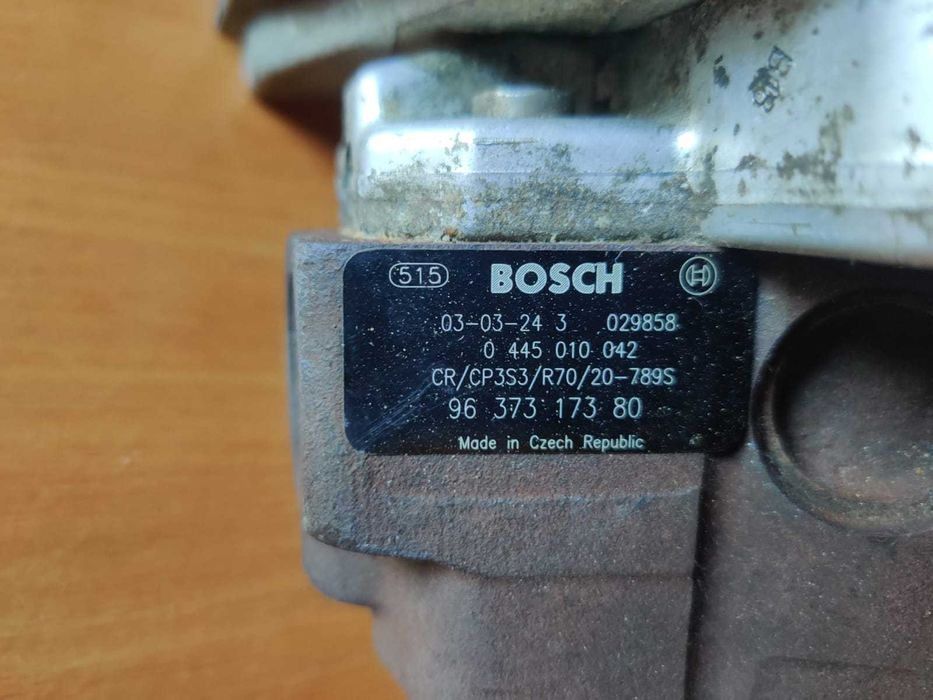 515 BOSCH
03-03-24 3 029858
0 445 010 042
CR/CP3S3/R70/20-789S
96 373 173 80
Made in Czech Republic